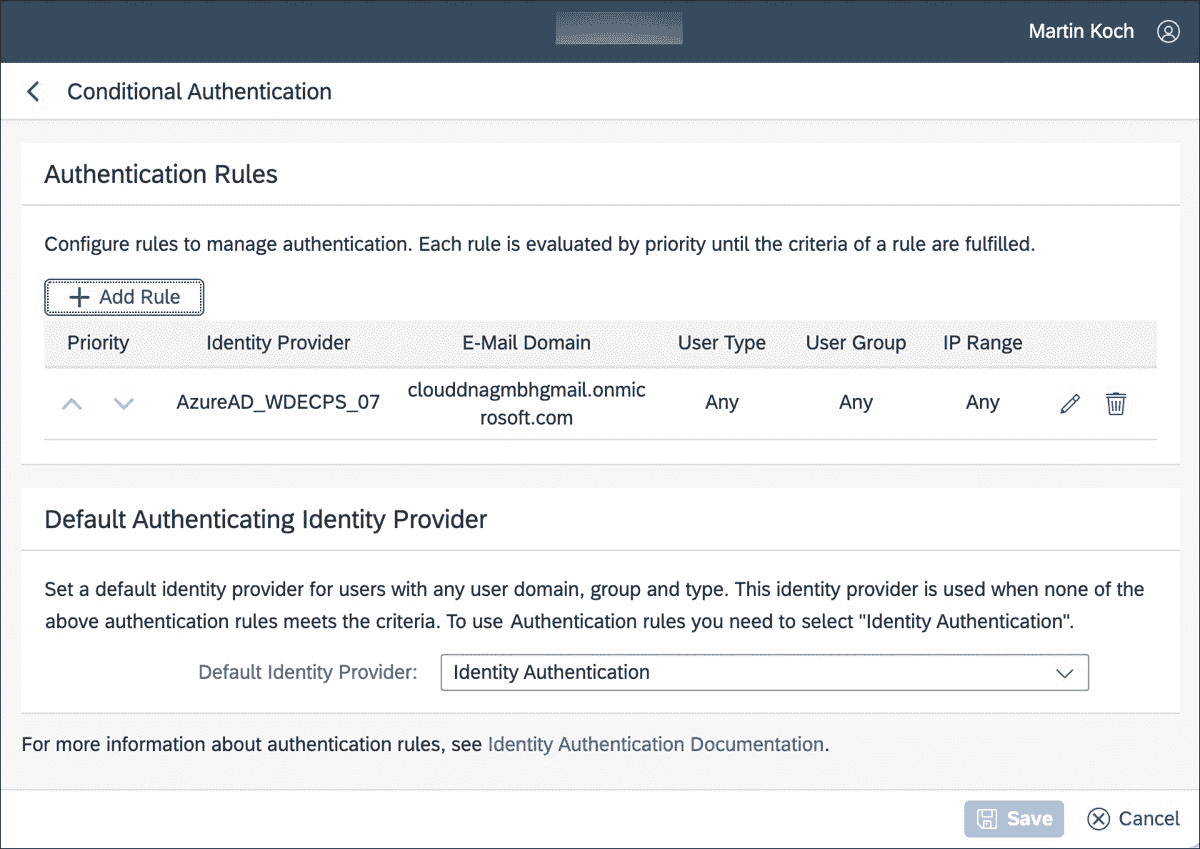 Martin Koch
Conditional Authentication
Authentication Rules
Configure rules to manage authentication. Each rule is evaluated by priority until the criteria of a rule are fulfilled.
Add Rule
Priority Identity Provider E-Mail Domain User Type User Group IP Range
AzureAD_WDECPS_07 clouddnagmbhgmail.onmic Any Any Any
rosoft.com
Default Authenticating Identity Provider
Set a default identity provider for users with any user domain, group and type. This identity provider is used when none of the
above authentication rules meets the criteria. To use Authentication rules you need to select "Identity Authentication".
Default Identity Provider: Identity Authentication
For more information about authentication rules, see Identity Authentication Documentation.
Save Cancel